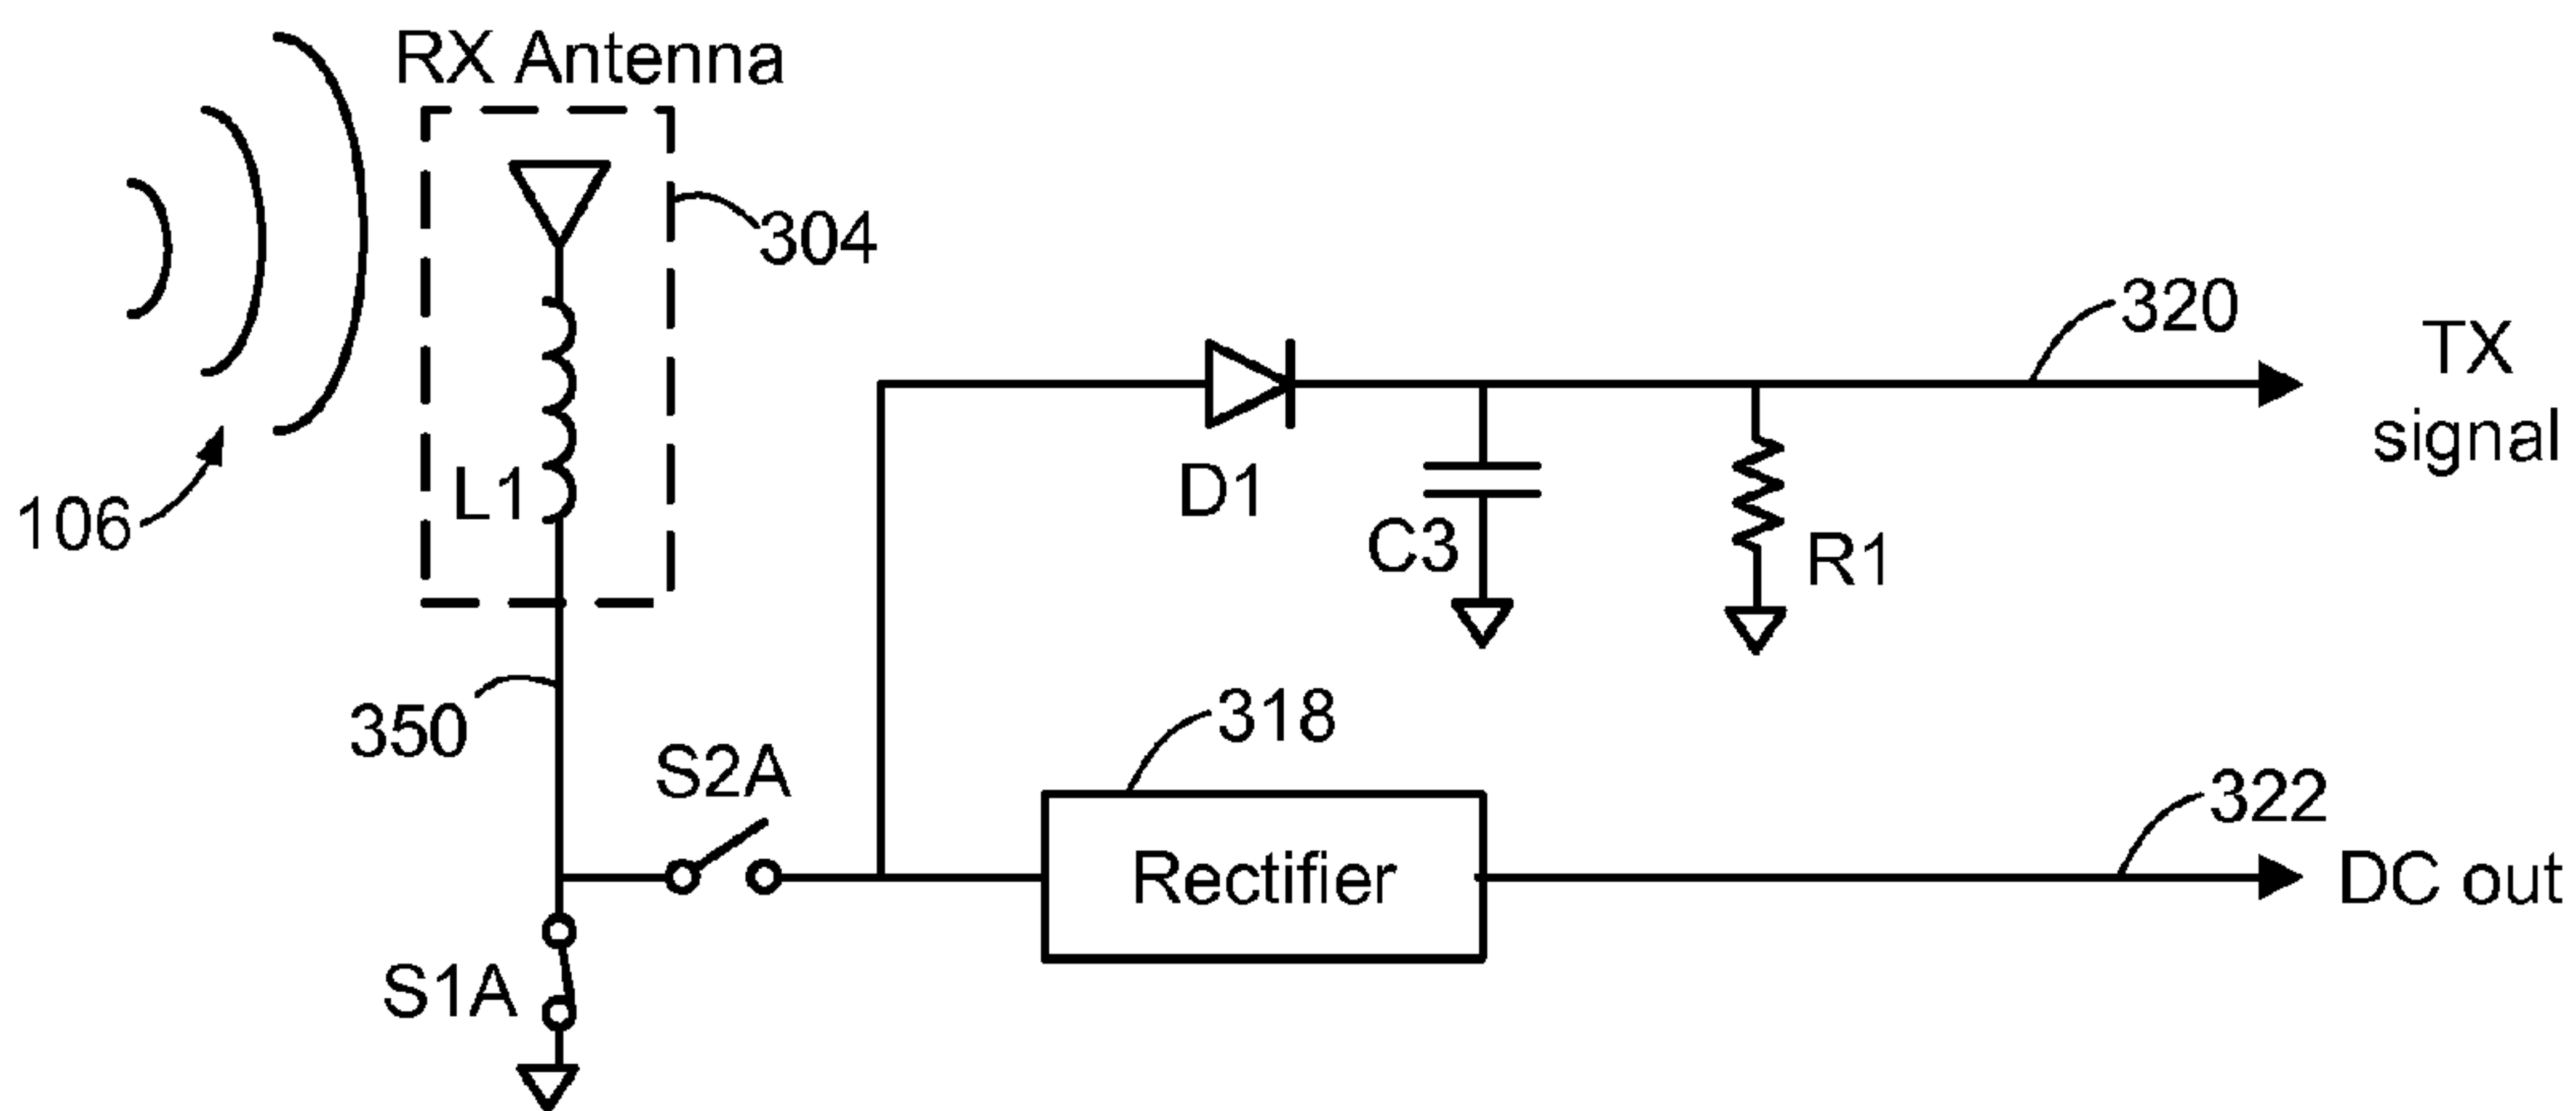 RX Antenna
304
320
TX
signal
L1
D1
106
C3
R1
350
318
S2A
322
Rectifier
DC out
S1A